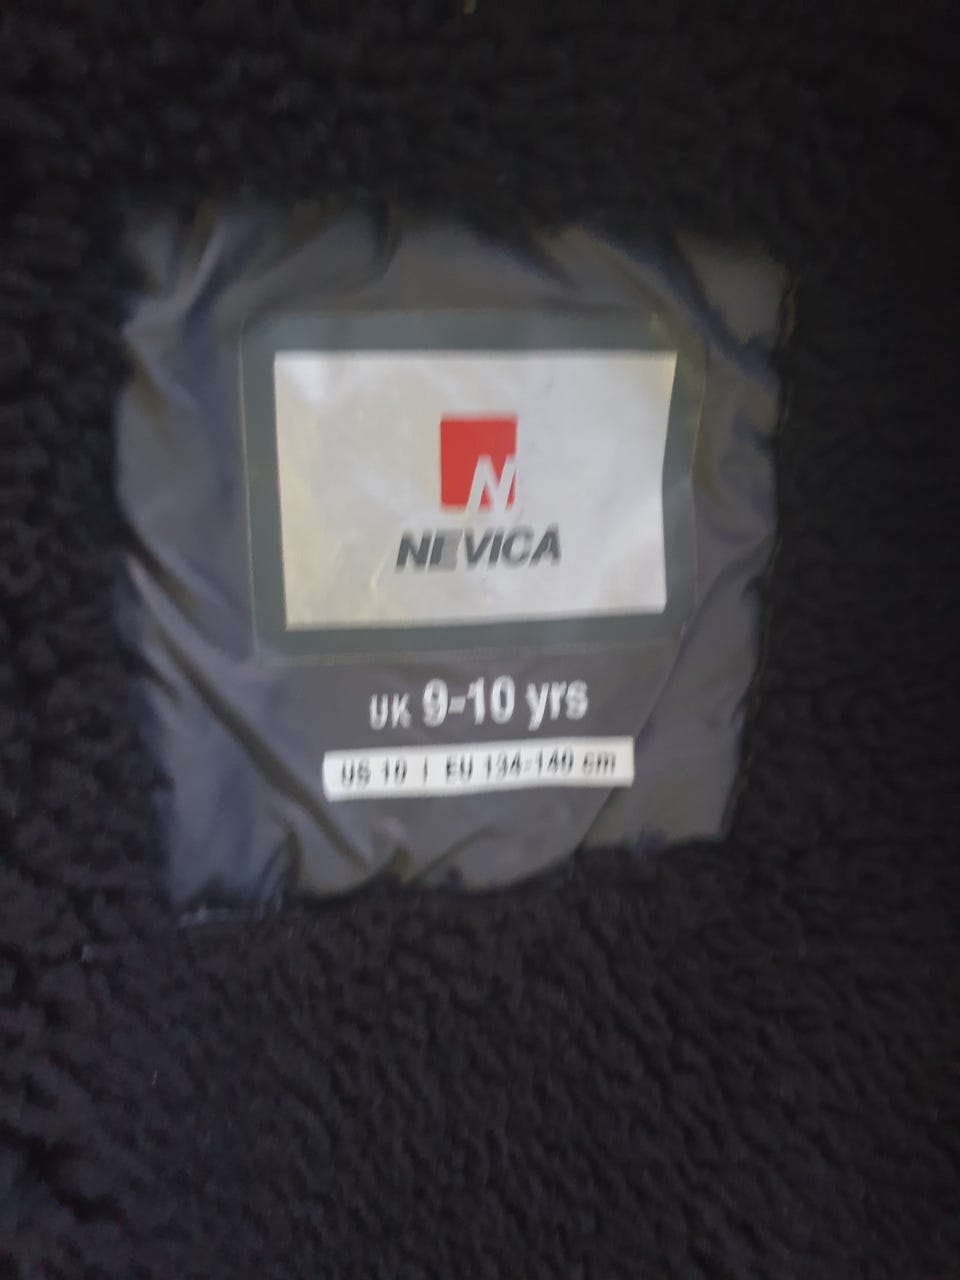 N
NEVICA
UK 9-10 yrs
US 10 | EU 134-140 cm